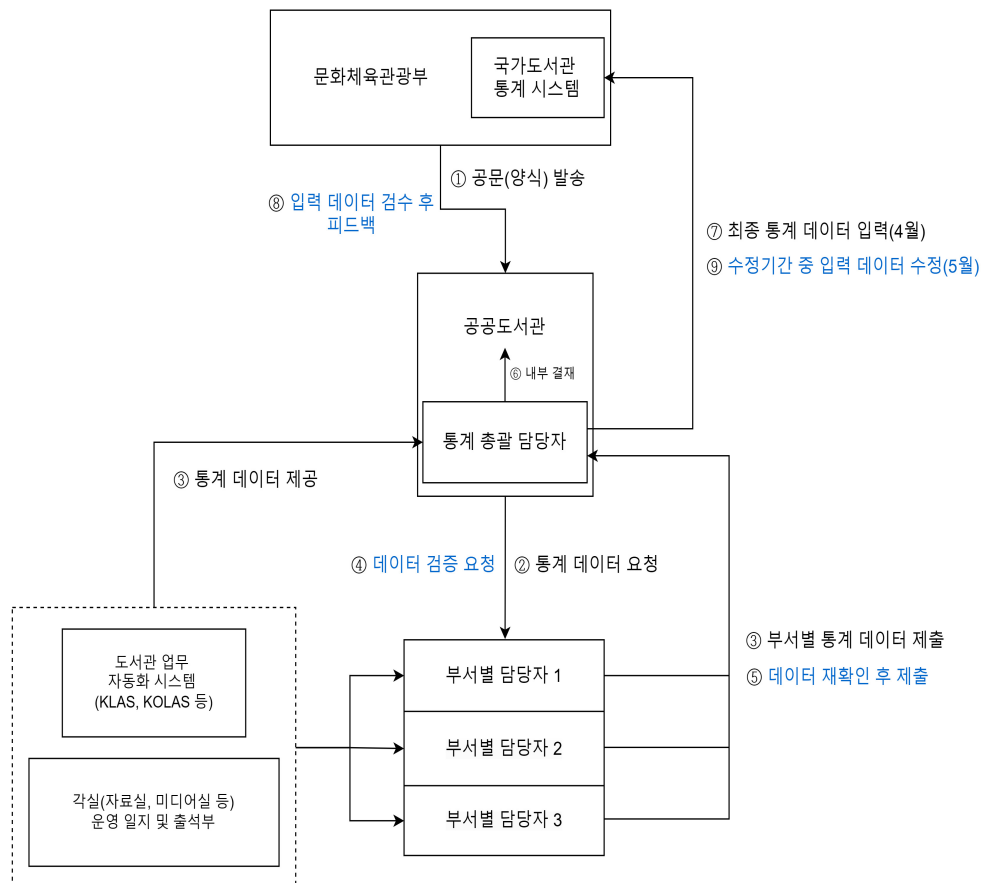 문화체육관광부
국가도서관
통계 시스템
① 공문(양식) 발송
⑧ 입력 데이터 검수 후
피드백
⑦ 최종 통계 데이터 입력(4월)
⑨ 수정기간 중 입력 데이터 수정(5월)
공공도서관
⑥ 내부 결재
통계 총괄 담당자
③ 통계 데이터 제공
④ 데이터 검증 요청
② 통계 데이터 요청
도서관 업무
자동화 시스템
(KLAS, KOLAS 등)
각실(자료실, 미디어실 등)
운영 일지 및 출석부
부서별 담당자 1
부서별 담당자 2
부서별 담당자 3
③ 부서별 통계 데이터 제출
⑤ 데이터 재확인 후 제출